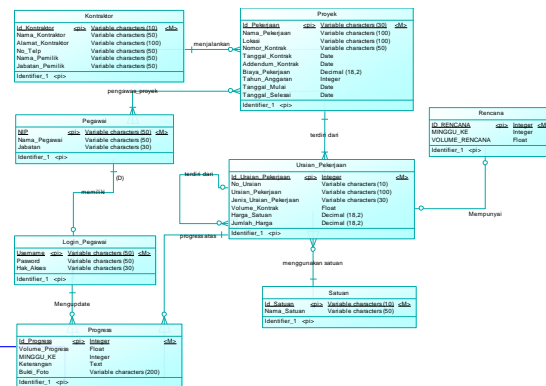 Kontraktor
Id_Kontraktor <pi> Variable characters (10) <M>
Nama_Kontraktor Variable characters (50)
Alamat_Kontraktor Variable characters (100)
No_Telp Variable characters (50)
Nama_Pemilik Variable characters (50)
Jabatan_Pemilik Variable characters (50)
Identifier_1 <pi>
menjalankan
Proyek
Id_Pekerjaan <pi> Variable characters (30) <M>
Nama_Pekerjaan Variable characters (100)
Lokasi Variable characters (100)
Nomor_Kontrak Variable characters (50)
Tanggal_Kontrak Date
Addendum_Kontrak Date
Biaya_Pekerjaan Decimal (18,2)
Tahun_Anggaran Integer
Tanggal_Mulai Date
Tanggal_Selesai Date
Identifier_1 <pi>
pengawas_proyek
Pegawai
NIP <pi> Variable characters (50) <M>
Nama_Pegawai Variable characters (50)
Jabatan Variable characters (30)
Identifier_1 <pi>
terdiri dari
Rencana
ID_RENCANA <pi> Integer <M>
MINGGU_KE Integer
VOLUME_RENCANA Float
Identifier_1 <pi>
(D)
memiliki
terdiri dari
Uraian_Pekerjaan
Id_Uraian_Pekerjaan <pi> Integer <M>
No_Uraian Variable characters (10)
Uraian_Pekerjaan Variable characters (100)
Jenis_Uraian_Pekerjaan Variable characters (30)
Volume_Kontrak Float
Harga_Satuan Decimal (18,2)
Jumlah_Harga Decimal (18,2)
Identifier_1 <pi>
Mempunyai
progres atas
Login_Pegawai
Username <pi> Variable characters (50) <M>
Pasword Variable characters (50)
Hak_Akses Variable characters (30)
Identifier_1 <pi>
menggunakan satuan
Mengupdate
Satuan
Id_Satuan <pi> Variable characters (10) <M>
Nama_Satuan Variable characters (50)
Identifier_1 <pi>
Progress
Id_Progress <pi> Integer <M>
Volume_Progress Float
MINGGU_KE Integer
Keterangan Text
Bukti_Foto Variable characters (200)
Identifier_1 <pi>